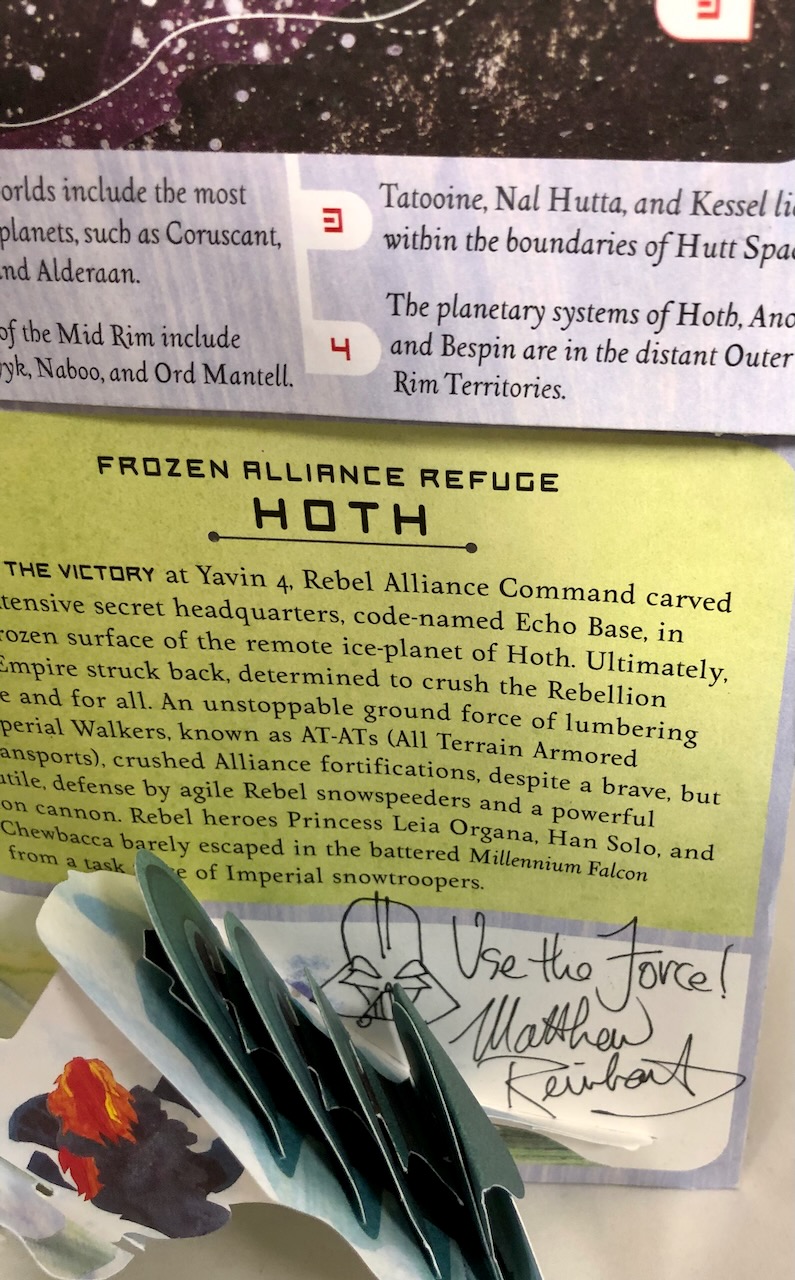 3
orlds include the most
planets, such as Coruscant,
nd Alderaan.
of the Mid Rim include
yyk, Naboo, and Ord Mantell.
3
Tatooine, Nal Hutta, and Kessel li
within the boundaries of Hutt Spa
4
The planetary systems of Hoth, Ano
and Bespin are in the distant Outer
Rim Territories.
FROZEN ALLIANCE REFUGE
HOTH
THE VICTORY at Yavin 4, Rebel Alliance Command carved
tensive secret headquarters, code-named Echo Base, in
rozen surface of the remote ice-planet of Hoth. Ultimately,
Empire struck back, determined to crush the Rebellion
e and for all. An unstoppable ground force of lumbering
perial Walkers, known as AT-ATs (All Terrain Armored
ansports), crushed Alliance fortifications, despite a brave, but
utile, defense by agile Rebel snowspeeders and a powerful
on cannon. Rebel heroes Princess Leia Organa, Han Solo, and
Chewbacca barely escaped in the battered Millennium Falcon
from a task e of Imperial snowtroopers.
Use the Force!
Matthew
Reinhart